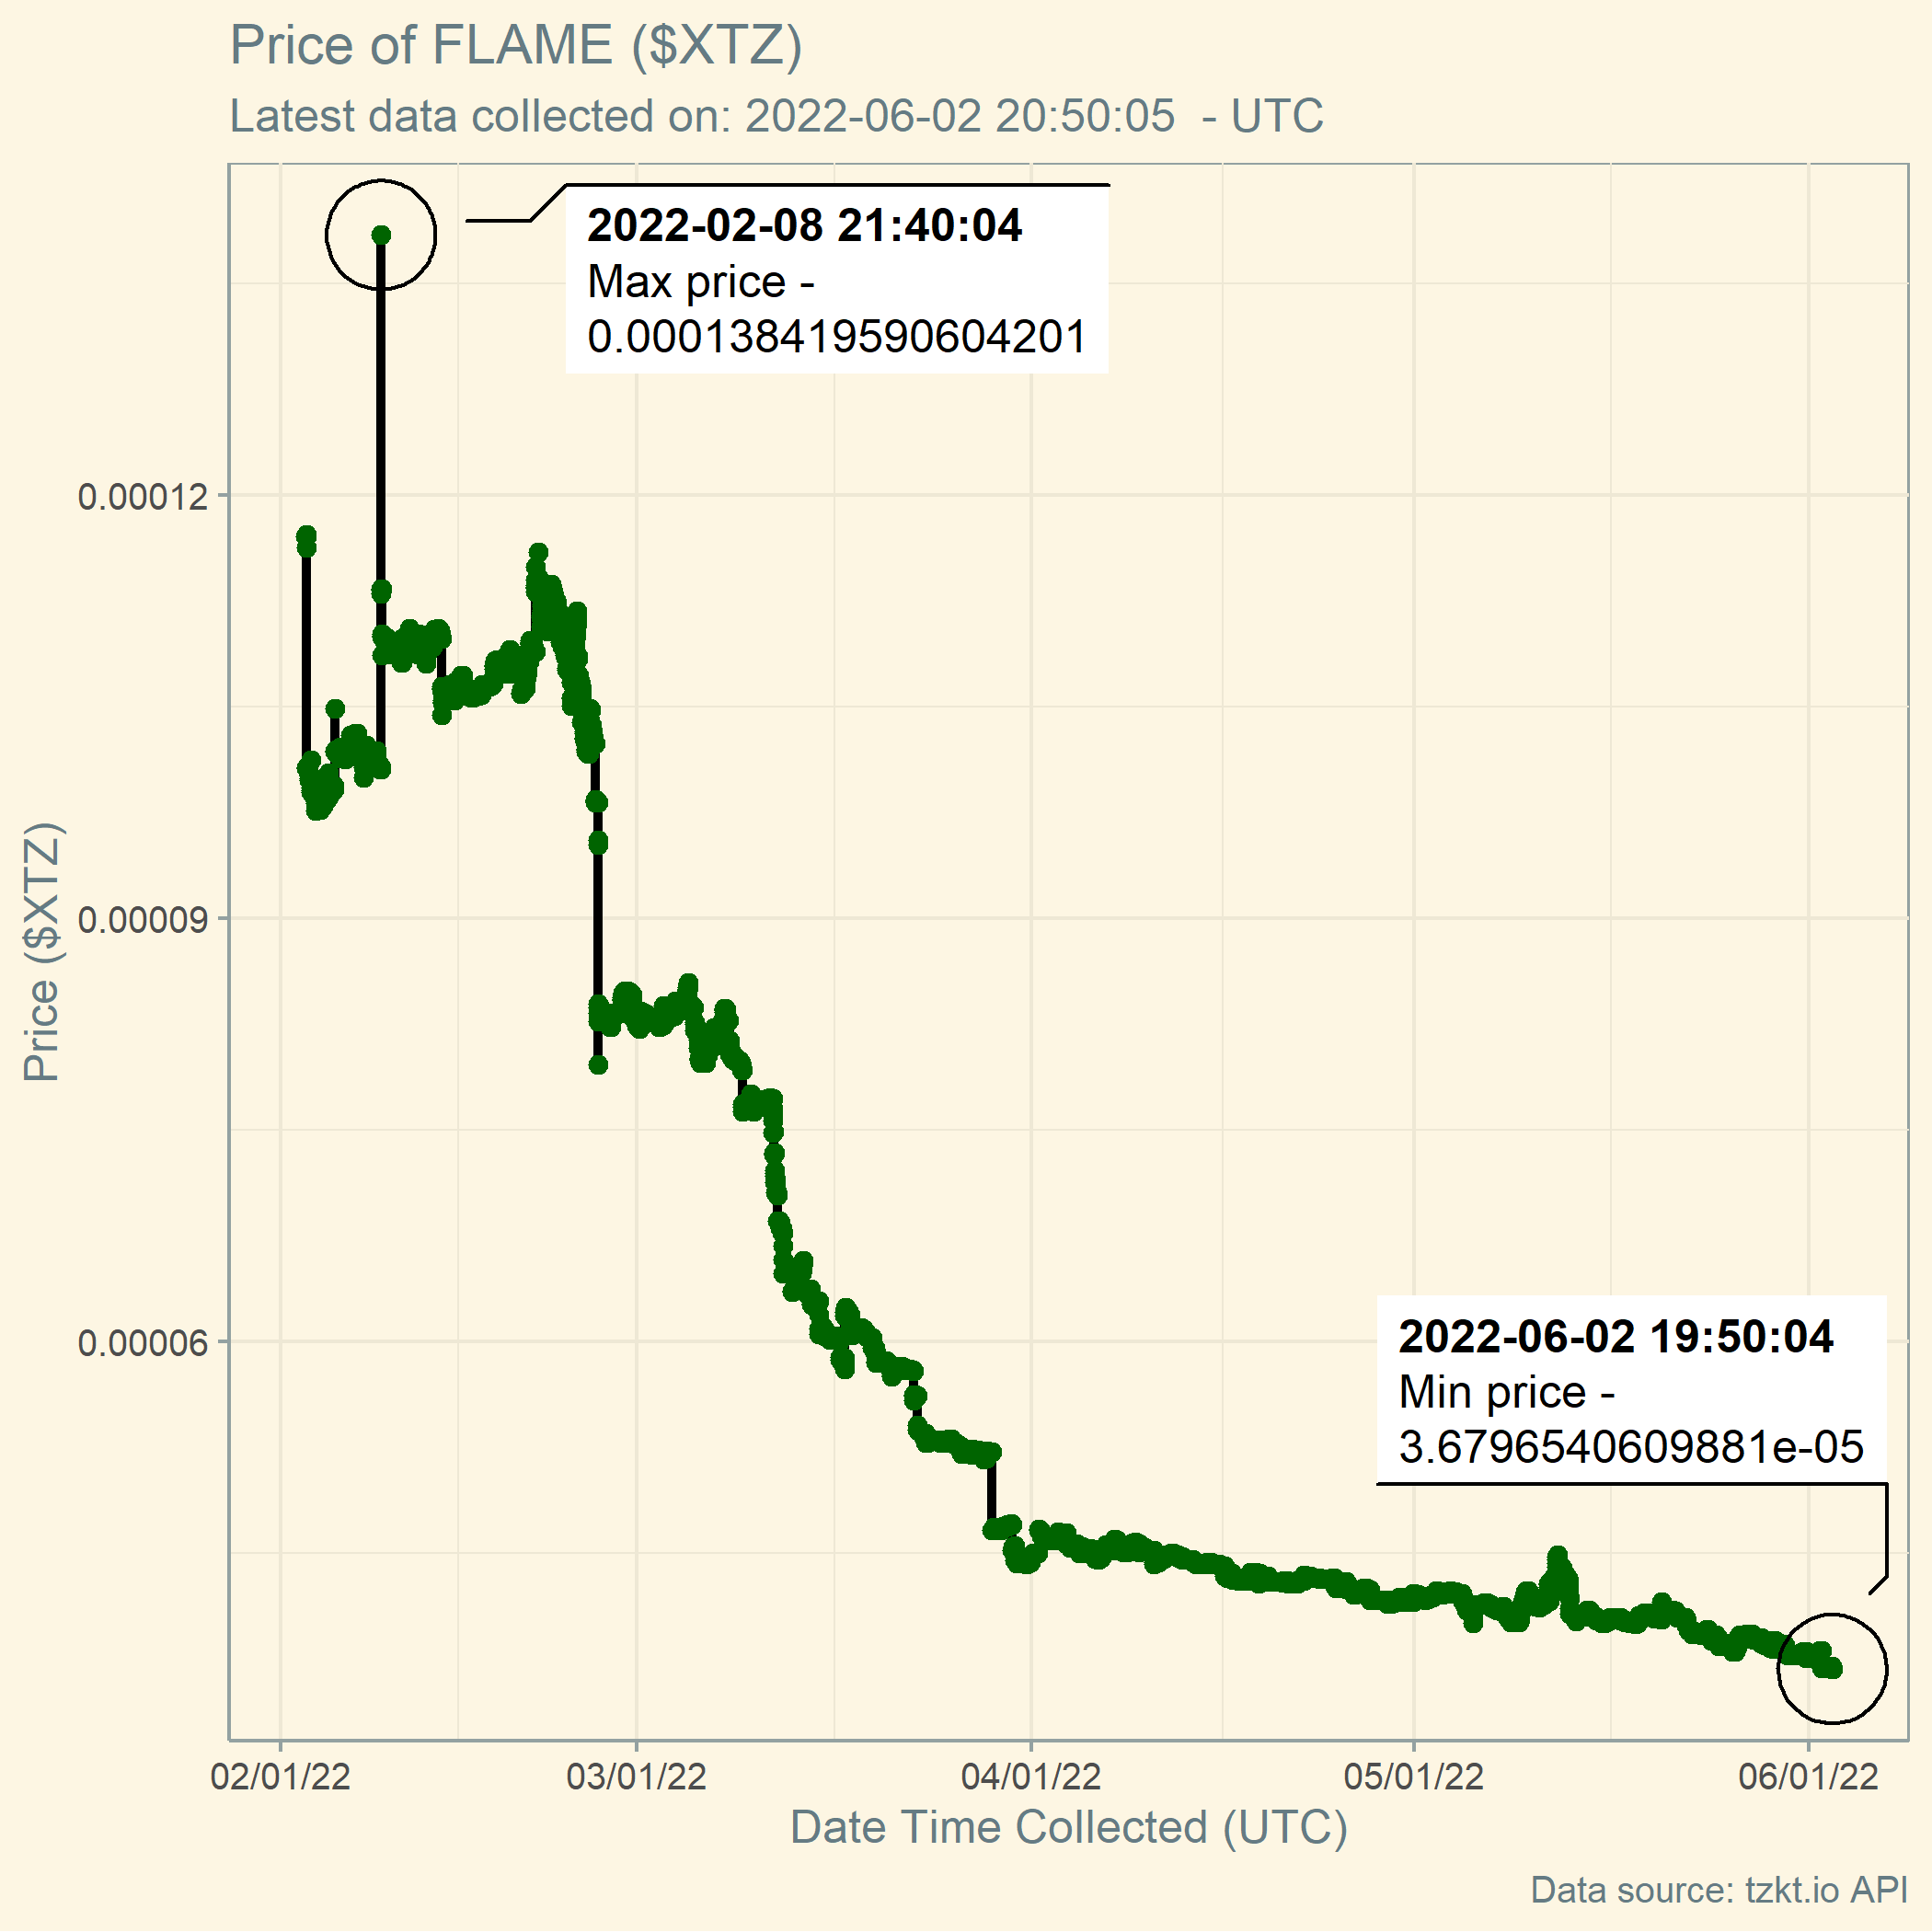 Price of FLAME ($XTZ)
Latest data collected on: 2022-06-02 20:50:05  - UTC
2022-02-08 21:40:04
Max price -
0.000138419590604201
0.00012
0.00009
0.00006
Price ($XTZ)
2022-06-02 19:50:04
Min price -
3.6796540609881e-05
02/01/22
03/01/22
04/01/22
05/01/22
06/01/22
Date Time Collected (UTC)
Data source: tzkt.io API